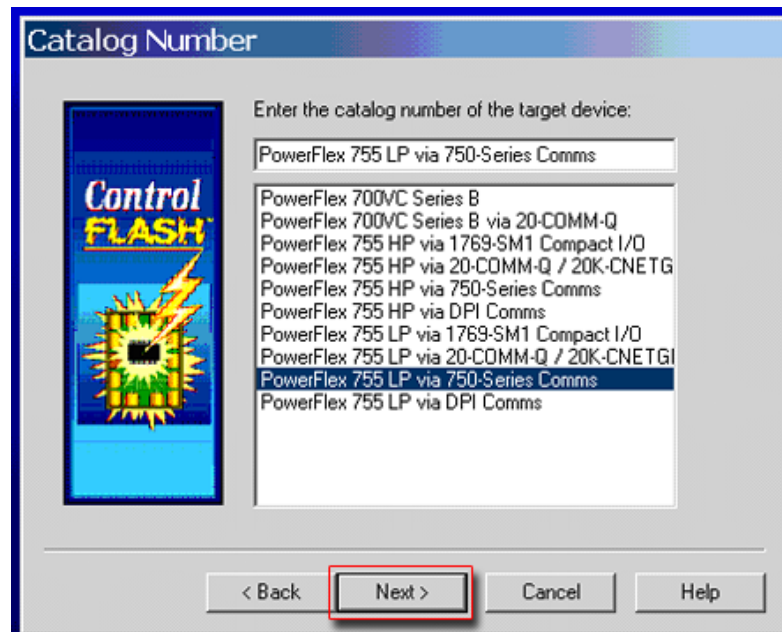 Catalog Number
Control
FLASH
Enter the catalog number of the target device:
PowerFlex 755 LP via 750-Series Comms
PowerFlex 700VC Series B
PowerFlex 700VC Series B via 20-COMM-Q
PowerFlex 755 HP via 1769-SM1 Compact I/O
PowerFlex 755 HP via 20-COMM-Q / 20K-CNETG
PowerFlex 755 HP via 750-Series Comms
PowerFlex 755 HP via DPI Comms
PowerFlex 755 LP via 1769-SM1 Compact I/O
PowerFlex 755 LP via 20-COMM-Q / 20K-CNETGI
PowerFlex 755 LP via 750-Series Comms
PowerFlex 755 LP via DPI Comms
< Back
Next >
Cancel
Help